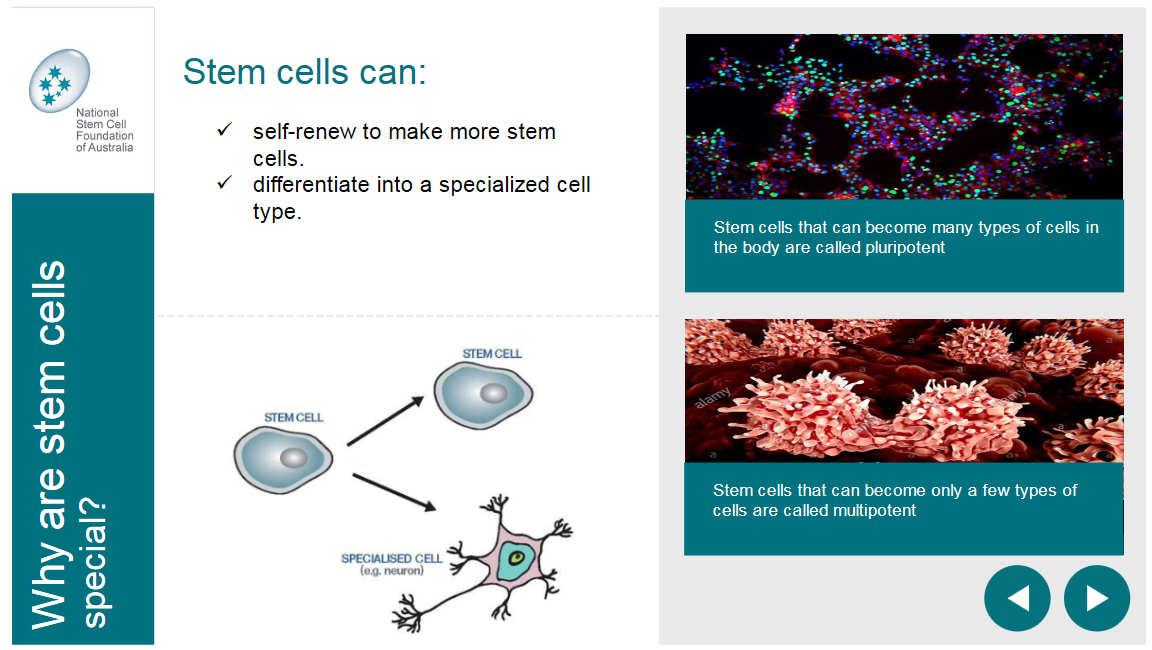 National
Stem Cell
Foundation
of Australia
Why are stem cells
special?
Stem cells can:
✓ self-renew to make more stem
cells.
✓ differentiate into a specialized cell
type.
STEM CELL
STEM CELL
SPECIALISED CELL
(e.g. neuron)
Stem cells that can become many types of cells in
the body are called pluripotent
alamy
alamy
a
a
a
a
a
a
Stem cells that can become only a few types of
cells are called multipotent